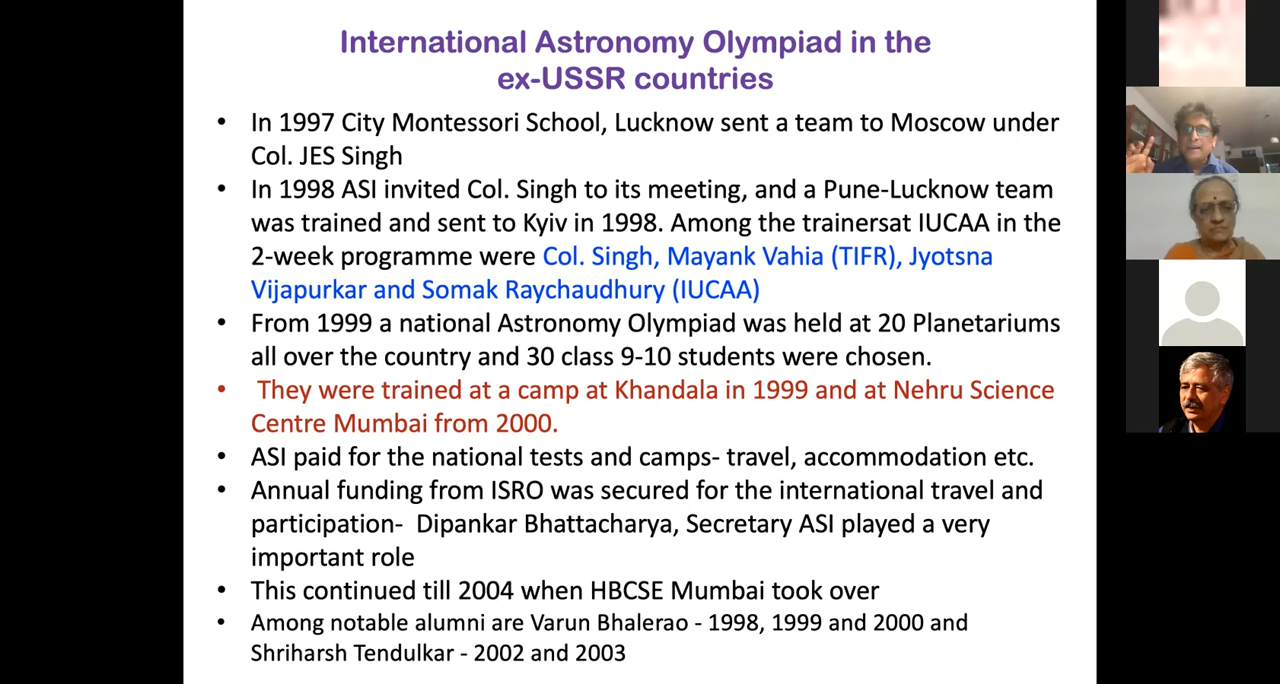 International Astronomy Olympiad in the
ex-USSR countries
• In 1997 City Montessori School, Lucknow sent a team to Moscow under
Col. JES Singh
• In 1998 ASI invited Col. Singh to its meeting, and a Pune-Lucknow team
was trained and sent to Kyiv in 1998. Among the trainersat IUCAA in the
2-week programme were Col. Singh, Mayank Vahia (TIFR), Jyotsna
Vijapurkar and Somak Raychaudhury (IUCAA)
• From 1999 a national Astronomy Olympiad was held at 20 Planetariums
all over the country and 30 class 9-10 students were chosen.
• They were trained at a camp at Khandala in 1999 and at Nehru Science
Centre Mumbai from 2000.
• ASI paid for the national tests and camps- travel, accommodation etc.
• Annual funding from ISRO was secured for the international travel and
participation- Dipankar Bhattacharya, Secretary ASI played a very
important role
• This continued till 2004 when HBCSE Mumbai took over
• Among notable alumni are Varun Bhalerao - 1998, 1999 and 2000 and
Shriharsh Tendulkar - 2002 and 2003